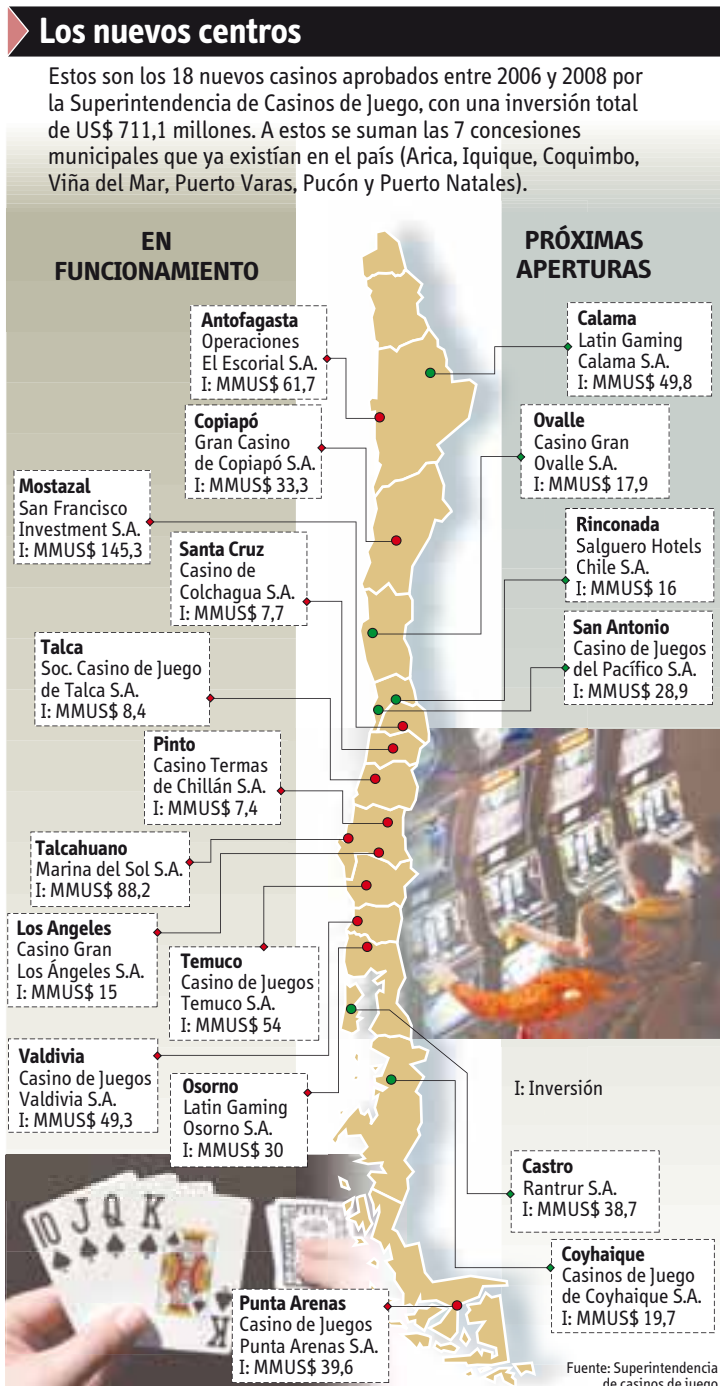 Los nuevos centros
Estos son los 18 nuevos casinos aprobados entre 2006 y 2008 por
la Superintendencia de Casinos de Juego, con una inversión total
de US$ 711,1 millones. A estos se suman las 7 concesiones
municipales que ya existían en el país (Arica, Iquique, Coquimbo,
Viña del Mar, Puerto Varas, Pucón y Puerto Natales).
EN
FUNCIONAMIENTO
Antofagasta
Operaciones
El Escorial S.A.
I: MMUS$ 61,7
Copiapó
Gran Casino
de Copiapó S.A.
I: MMUS$ 33,3
Mostazal
San Francisco
Investment S.A.
I: MMUS$ 145,3
Santa Cruz
Casino de
Colchagua S.A.
I: MMUS$ 7,7
Talca
Soc. Casino de Juego
de Talca S.A.
I: MMUS$ 8,4
Pinto
Casino Termas
de Chillán S.A.
I: MMUS$ 7,4
Talcahuano
Marina del Sol S.A.
I: MMUS$ 88,2
Los Angeles
Casino Gran
Los Ángeles S.A.
I: MMUS$ 15
Temuco
Casino de Juegos
Temuco S.A.
I: MMUS$ 54
Valdivia
Casino de Juegos
Valdivia S.A.
I: MMUS$ 49,3
Osorno
Latin Gaming
Osorno S.A.
I: MMUS$ 30
Punta Arenas
Casino de Juegos
Punta Arenas S.A.
I: MMUS$ 39,6
PRÓXIMAS
APERTURAS
Calama
Latin Gaming
Calama S.A.
I: MMUS$ 49,8
Ovalle
Casino Gran
Ovalle S.A.
I: MMUS$ 17,9
Rinconada
Salguero Hotels
Chile S.A.
I: MMUS$ 16
San Antonio
Casino de Juegos
del Pacífico S.A.
I: MMUS$ 28,9
I: Inversión
Castro
Rantrur S.A.
I: MMUS$ 38,7
Coyhaique
Casinos de Juego
de Coyhaique S.A.
I: MMUS$ 19,7
10 J Q K
K
Fuente: Superintendencia
de casinos de juego